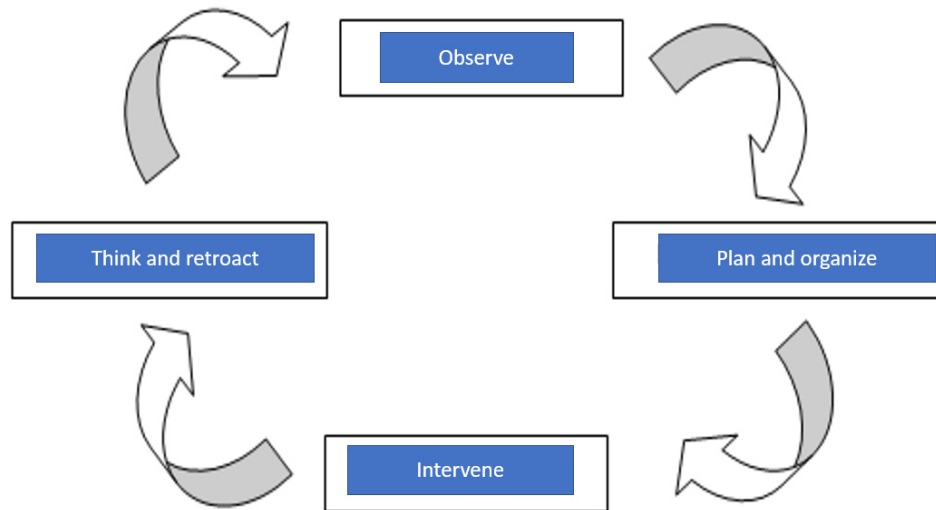 Observe
Think and retroact
Plan and organize
Intervene